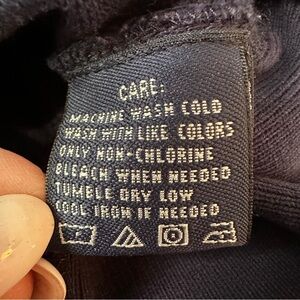 CARE:
MACHINE WASH COLD
WASH WITH LIKE COLORS
ONLY NON-CHLORINE
BLEACH WHEN NEEDED
TUMBLE DRY LOW
COOL IRON IF NEEDED